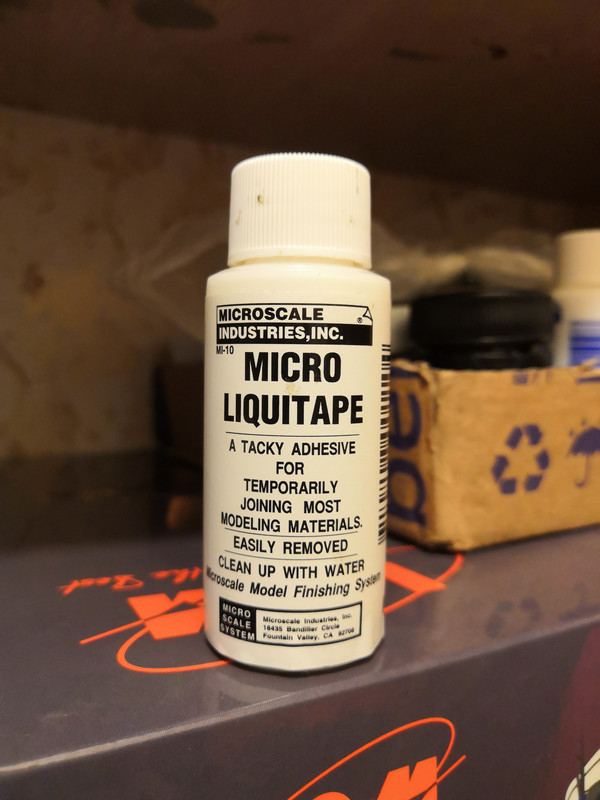 MICROSCALE
INDUSTRIES,INC.
®
MI-10
MICRO
LIQUITAPE
A TACKY ADHESIVE
FOR
TEMPORARILY
JOINING MOST
MODELING MATERIALS.
EASILY REMOVED
CLEAN UP WITH WATER
Microscale Model Finishing System
MICRO
SCALE
SYSTEM
Microscale Industries, Inc.
18435 Bandilier Circle
Fountain Valley, CA 92708
the Best